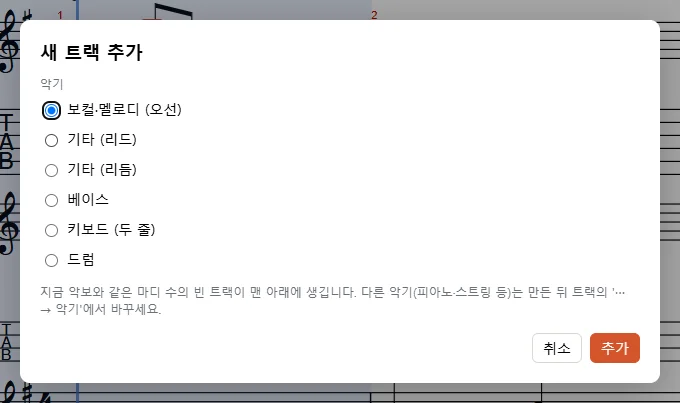 1
2
새 트랙 추가
악기
보컬·멜로디 (오선)
기타 (리드)
기타 (리듬)
베이스
키보드 (두 줄)
드럼
지금 악보와 같은 마디 수의 빈 트랙이 맨 아래에 생깁니다. 다른 악기(피아노·스트링 등)는 만든 뒤 트랙의 '⋯
→ 악기'에서 바꾸세요.
취소
추가
T
A
B
T
A
B